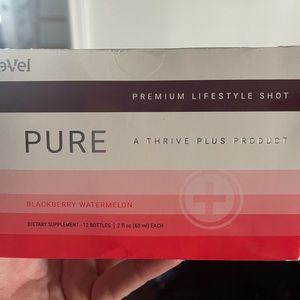 eVel
PREMIUM LIFESTYLE SHOT
PURE
A THRIVE PLUS PRODUCT
BLACKBERRY WATERMELON
DIETARY SUPPLEMENT - 12 BOTTLES | 2 fl oz (60 ml) EACH